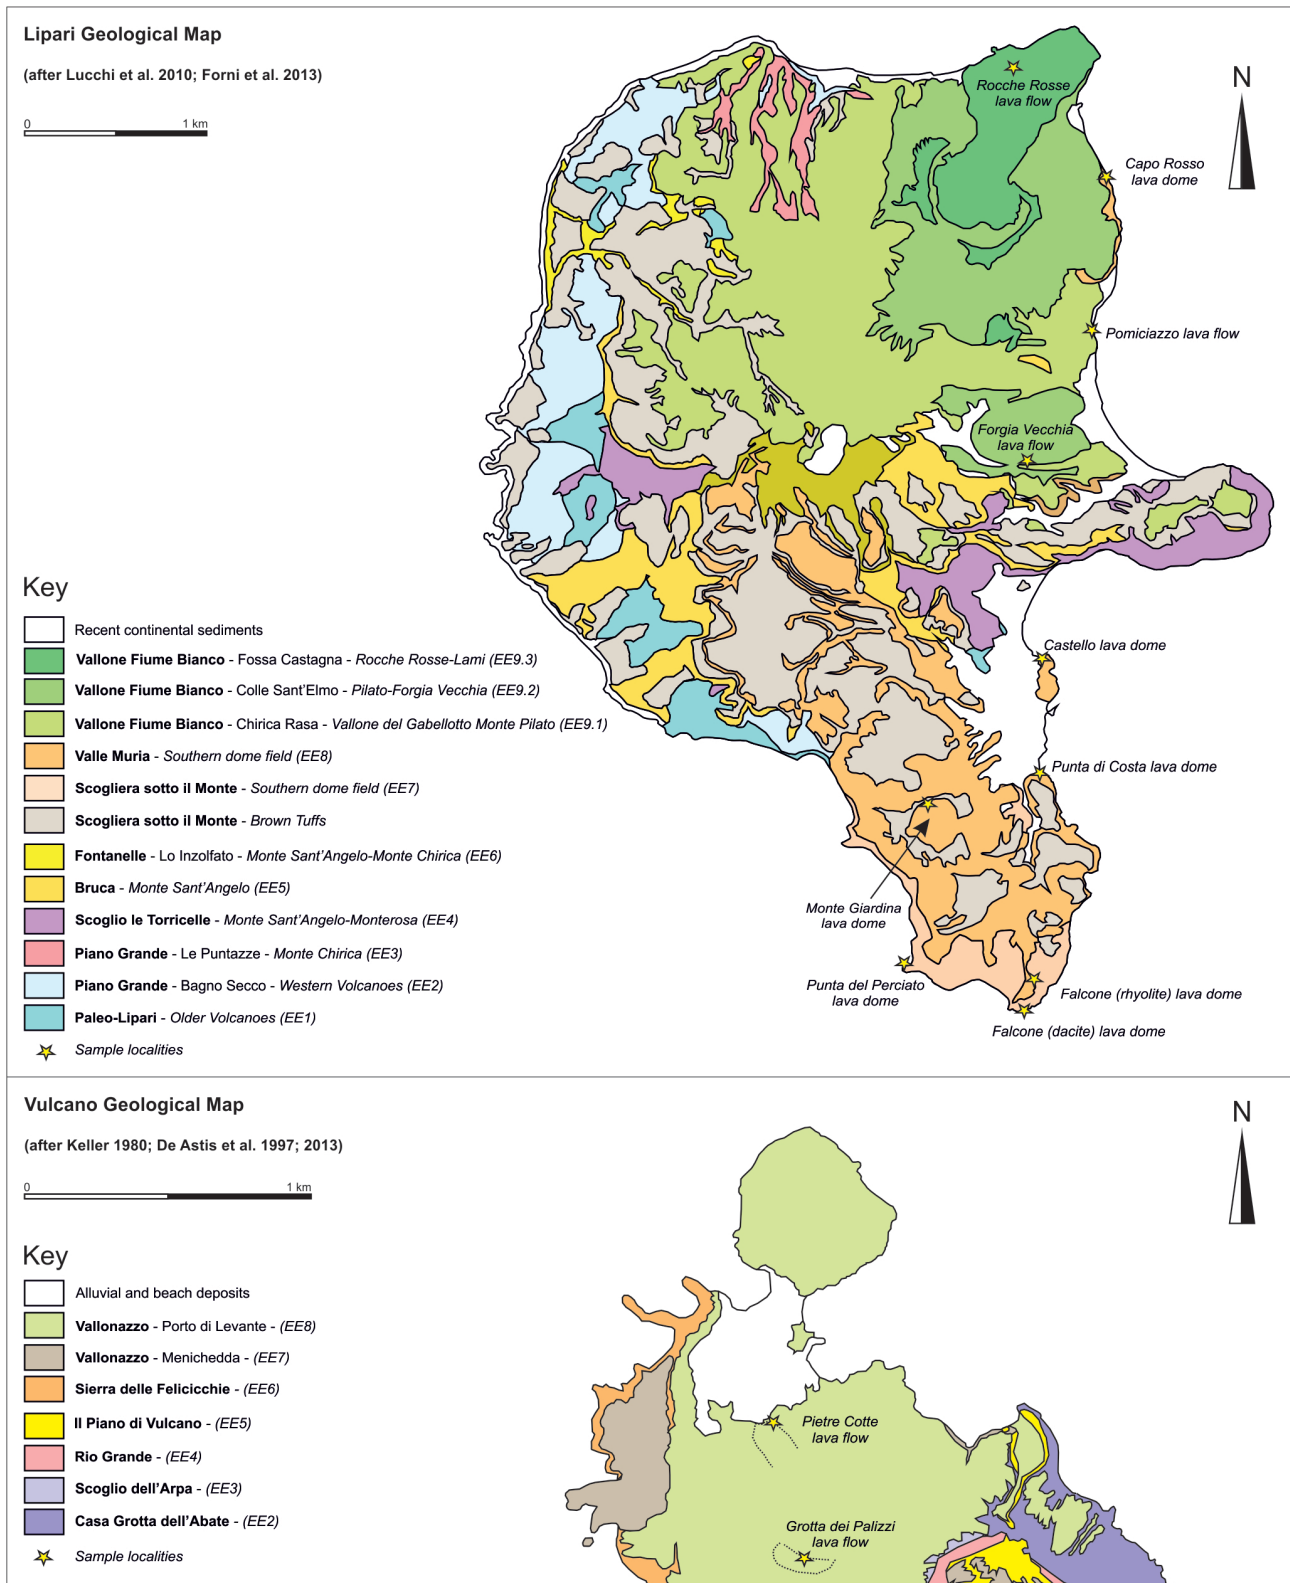 Lipari Geological Map
(after Lucchi et al. 2010; Forni et al. 2013)
0 1 km
N
Rocche Rosse
lava flow
Capo Rosso
lava dome
Pomiciazzo lava flow
Forgia Vecchia
lava flow
Castello lava dome
Punta di Costa lava dome
Monte Giardina
lava dome
Punta del Perciato
lava dome
Falcone (rhyolite) lava dome
Falcone (dacite) lava dome
Key
Recent continental sediments
Vallone Fiume Bianco - Fossa Castagna - Rocche Rosse-Lami (EE9.3)
Vallone Fiume Bianco - Colle Sant'Elmo - Pilato-Forgia Vecchia (EE9.2)
Vallone Fiume Bianco - Chirica Rasa - Vallone del Gabellotto Monte Pilato (EE9.1)
Valle Muria - Southern dome field (EE8)
Scogliera sotto il Monte - Southern dome field (EE7)
Scogliera sotto il Monte - Brown Tuffs
Fontanelle - Lo Inzolfato - Monte Sant'Angelo-Monte Chirica (EE6)
Bruca - Monte Sant'Angelo (EE5)
Scoglio le Torricelle - Monte Sant'Angelo-Monterosa (EE4)
Piano Grande - Le Puntazze - Monte Chirica (EE3)
Piano Grande - Bagno Secco - Western Volcanoes (EE2)
Paleo-Lipari - Older Volcanoes (EE1)
Sample localities
Vulcano Geological Map
(after Keller 1980; De Astis et al. 1997; 2013)
0 1 km
N
Pietre Cotte
lava flow
Grotta dei Palizzi
lava flow
Key
Alluvial and beach deposits
Vallonazzo - Porto di Levante - (EE8)
Vallonazzo - Menichedda - (EE7)
Sierra delle Felicicchie - (EE6)
Il Piano di Vulcano - (EE5)
Rio Grande - (EE4)
Scoglio dell'Arpa - (EE3)
Casa Grotta dell'Abate - (EE2)
Sample localities